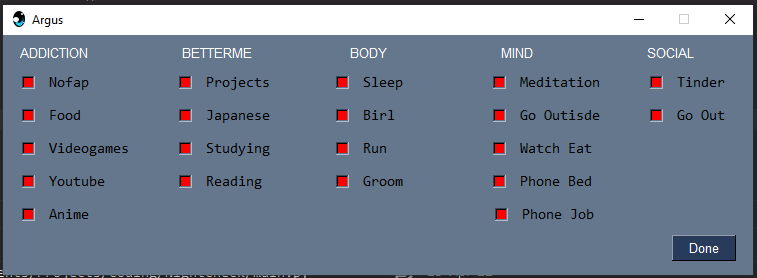 Argus
ADDICTION BETTERME BODY MIND SOCIAL
Nofap Projects Sleep Meditation Tinder
Food Japanese Birl Go Outisde Go Out
Videogames Studying Run Watch Eat
Youtube Reading Groom Phone Bed
Anime Phone Job
Done